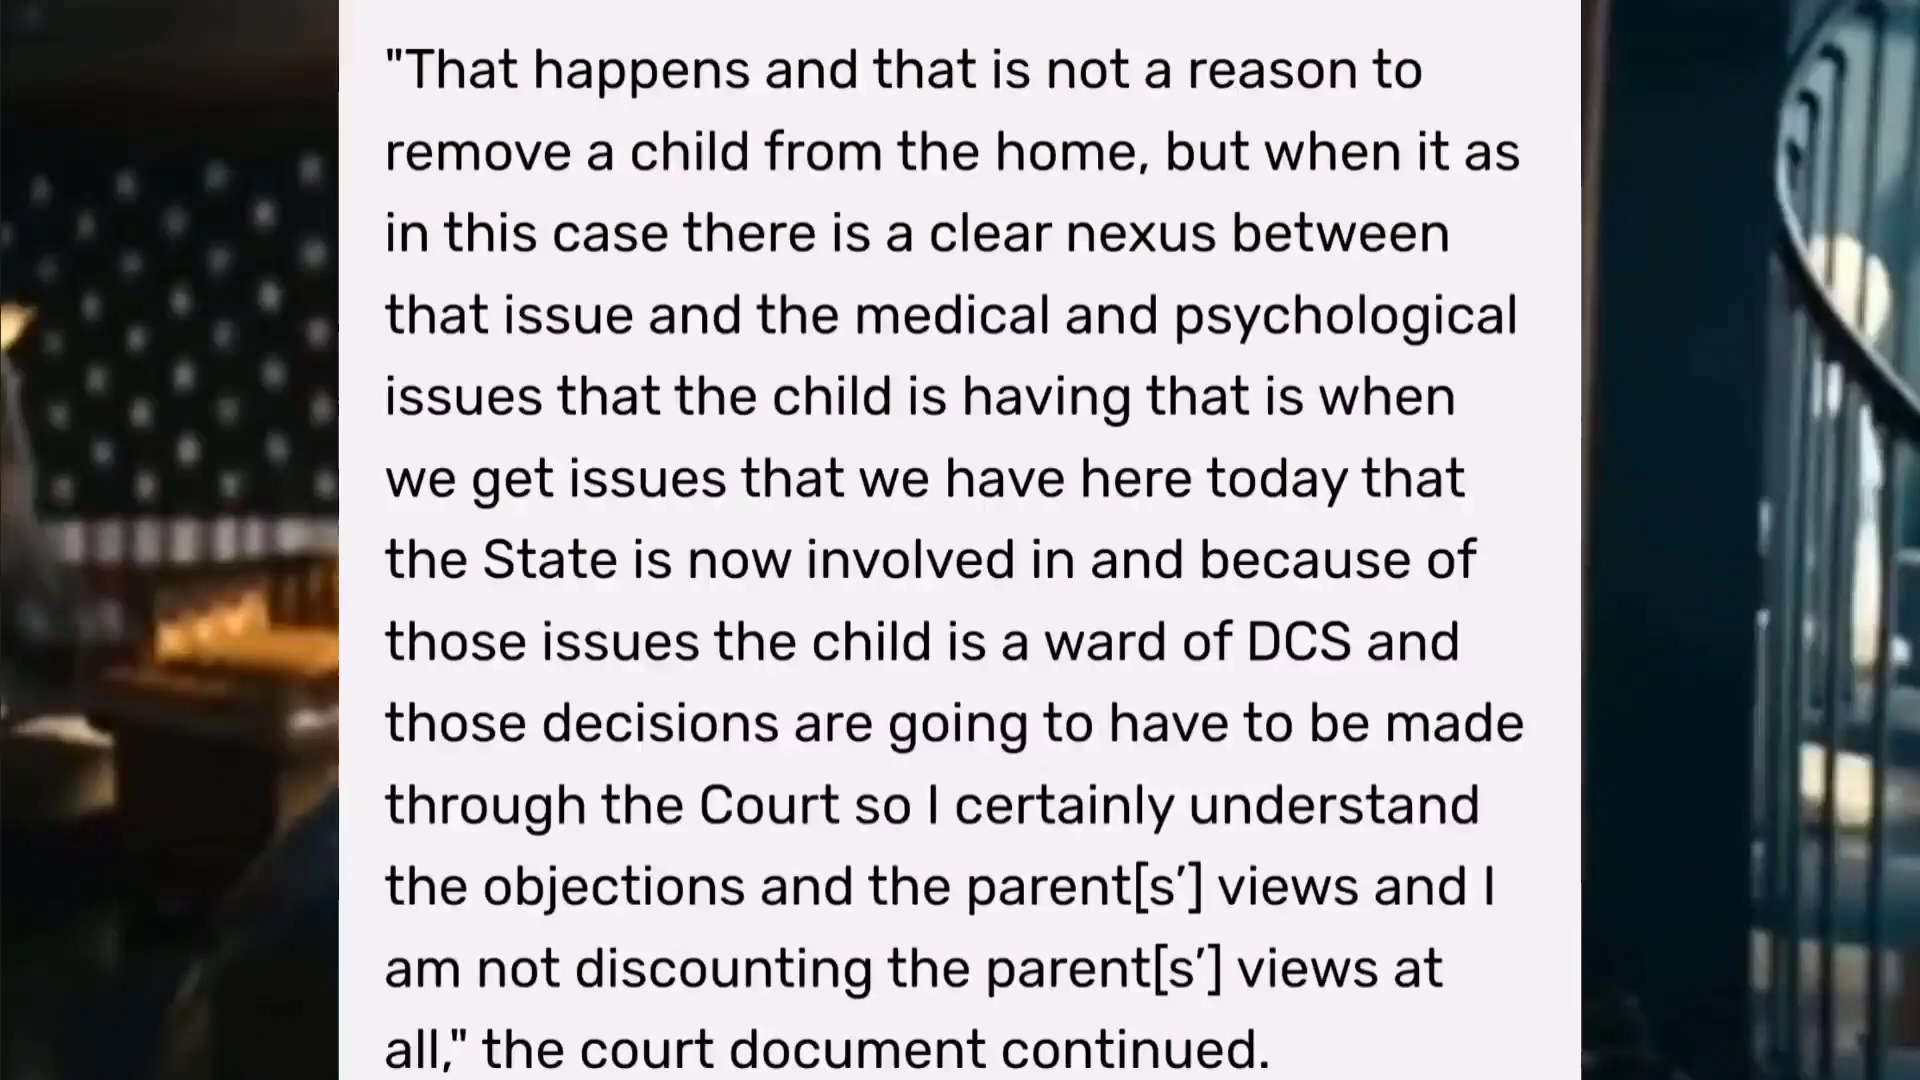 "That happens and that is not a reason to
remove a child from the home, but when it as
in this case there is a clear nexus between
that issue and the medical and psychological
issues that the child is having that is when
we get issues that we have here today that
the State is now involved in and because of
those issues the child is a ward of DCS and
those decisions are going to have to be made
through the Court so I certainly understand
the objections and the parent[s’] views and I
am not discounting the parent[s’] views at
all," the court document continued.